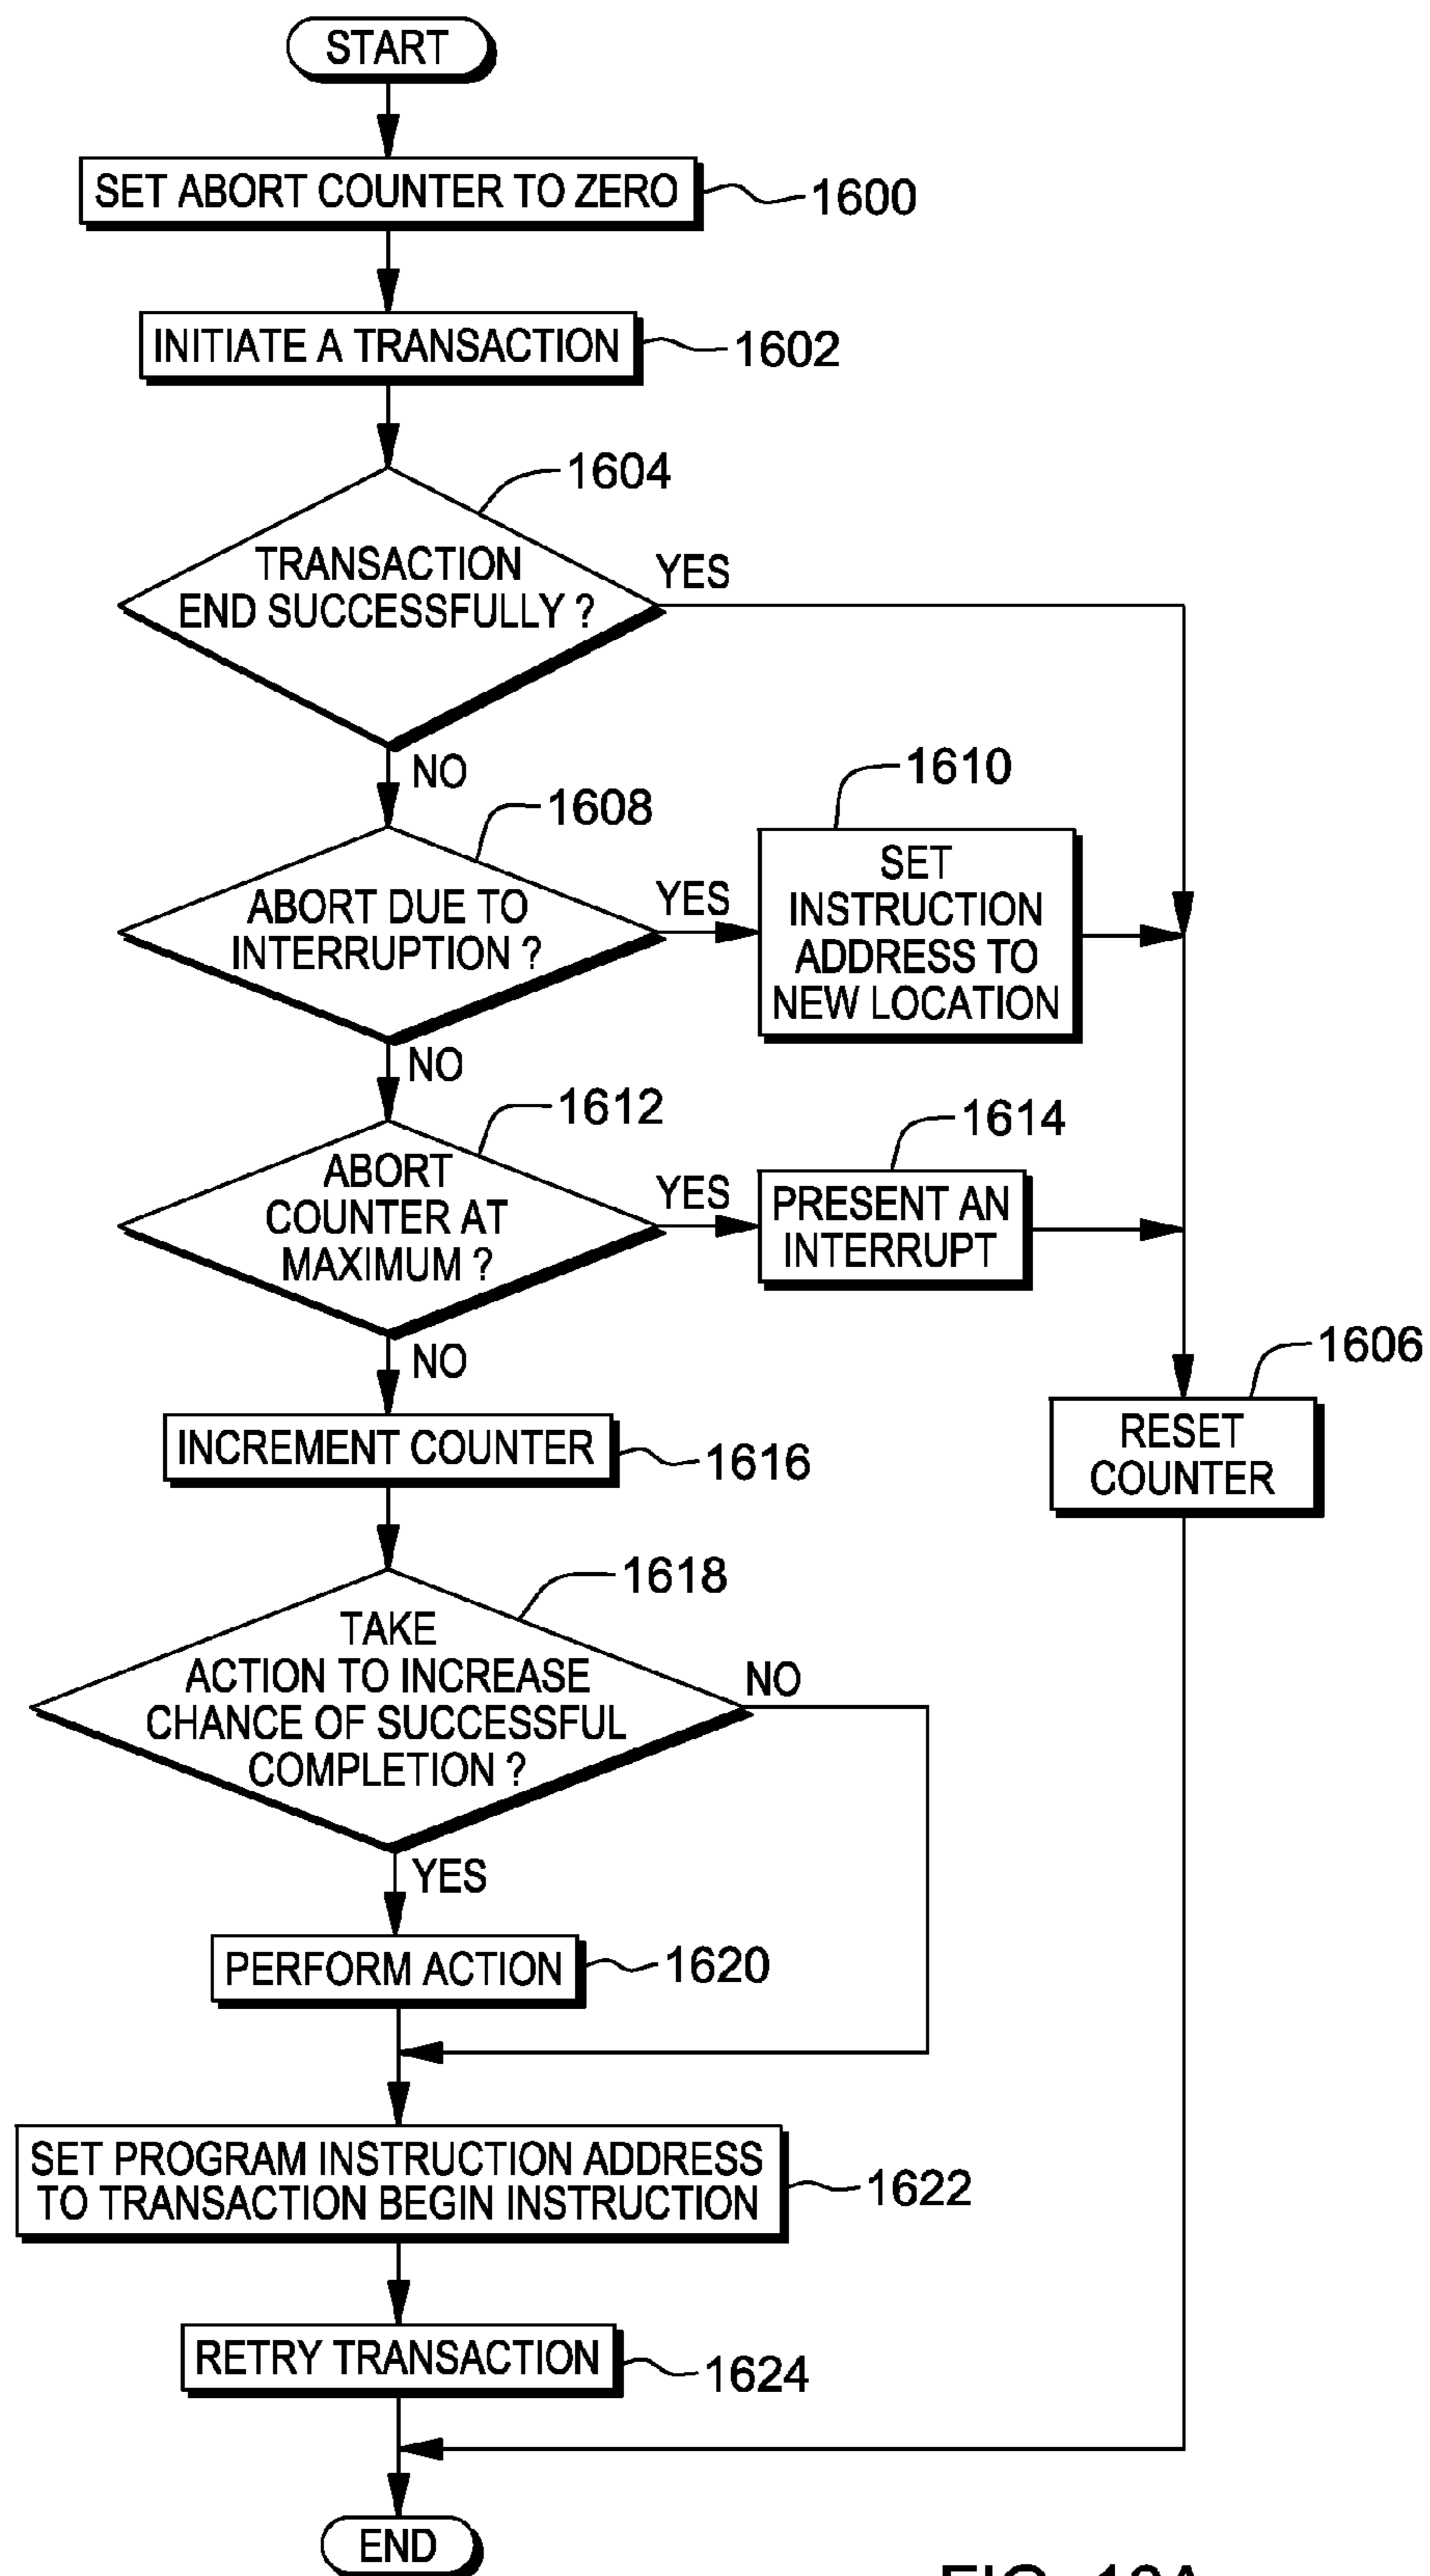 START
SET ABORT COUNTER TO ZERO
1600
INITIATE A TRANSACTION
1602
1604
TRANSACTION
END SUCCESSFULLY ?
YES
NO
1608
ABORT DUE TO
INTERRUPTION ?
YES
1610
SET
INSTRUCTION
ADDRESS TO
NEW LOCATION
NO
1612
ABORT
COUNTER AT
MAXIMUM ?
YES
1614
PRESENT AN
INTERRUPT
NO
1606
RESET
COUNTER
INCREMENT COUNTER
1616
1618
TAKE
ACTION TO INCREASE
CHANCE OF SUCCESSFUL
COMPLETION ?
NO
YES
PERFORM ACTION
1620
SET PROGRAM INSTRUCTION ADDRESS
TO TRANSACTION BEGIN INSTRUCTION
1622
RETRY TRANSACTION
1624
END